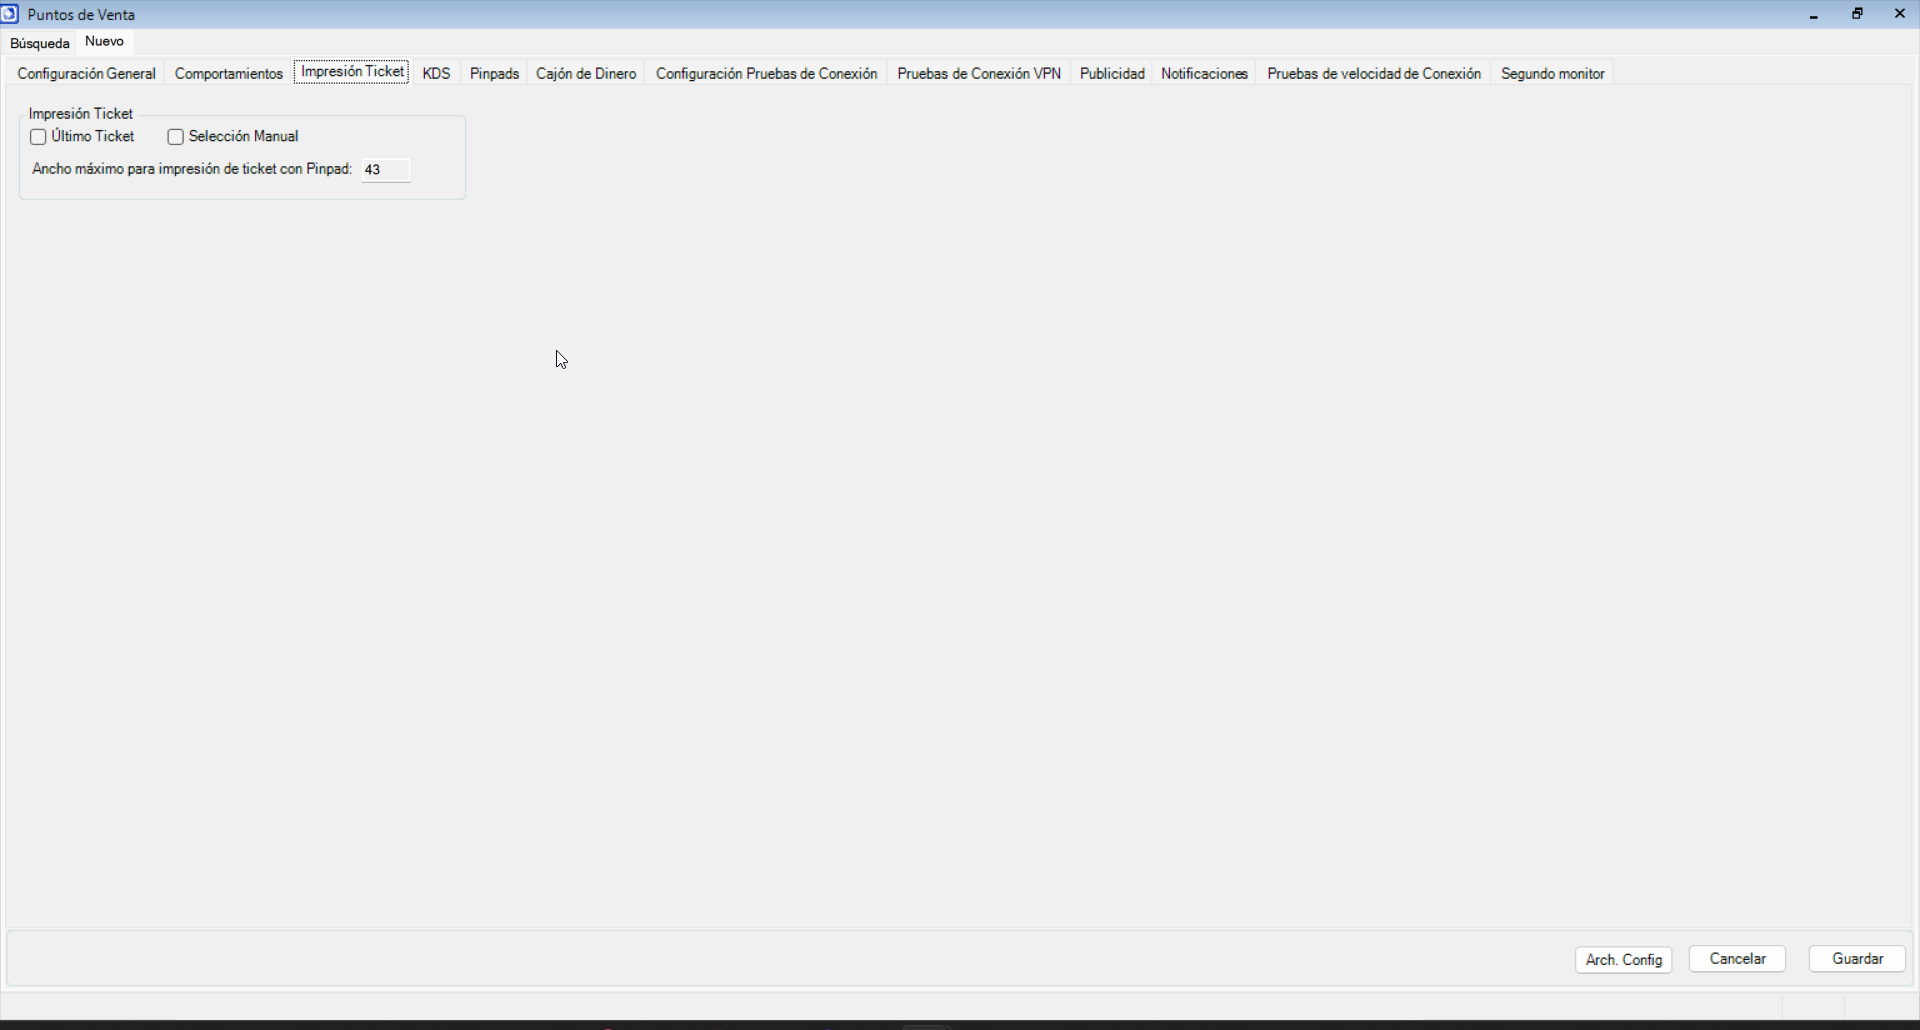 Puntos de Venta
Búsqueda Nuevo
Configuración General Comportamientos Impresión Ticket KDS Pinpads Cajón de Dinero Configuración Pruebas de Conexión Pruebas de Conexión VPN Publicidad Notificaciones Pruebas de velocidad de Conexión Segundo monitor
Impresión Ticket
Último Ticket Selección Manual
Ancho máximo para impresión de ticket con Pinpad: 43
Arch. Config Cancelar Guardar